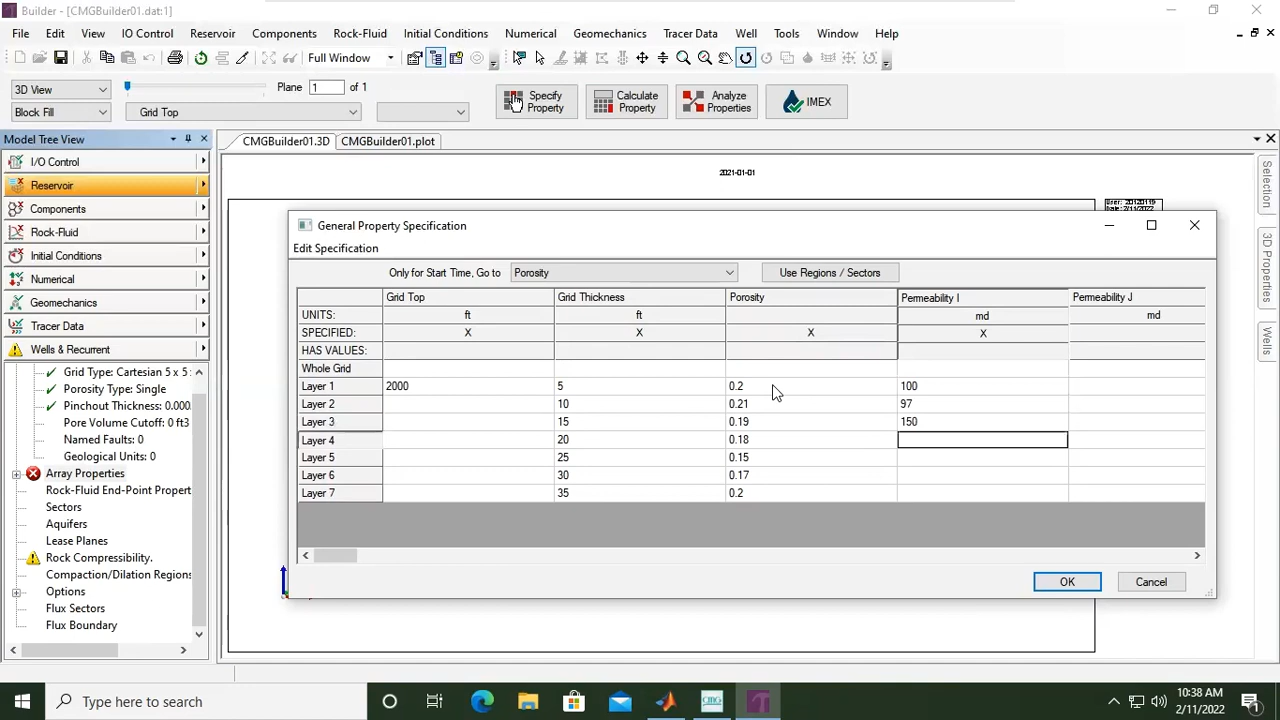 Builder - [CMGBuilder01.dat:1]
File Edit View IO Control Reservoir Components Rock-Fluid Initial Conditions Numerical Geomechanics Tracer Data Well Tools Window Help
Full Window
3D View
Plane 1 of 1
Block Fill
Grid Top
Specify Property
Calculate Property
Analyze Properties
IMEX
Model Tree View
CMGBuilder01.3D CMGBuilder01.plot
I/O Control
Reservoir
Components
Rock-Fluid
Initial Conditions
Numerical
Geomechanics
Tracer Data
Wells & Recurrent
Grid Type: Cartesian 5 x 5
Porosity Type: Single
Pinchout Thickness: 0.000
Pore Volume Cutoff: 0 ft3
Named Faults: 0
Geological Units: 0
Array Properties
Rock-Fluid End-Point Propert
Sectors
Aquifers
Lease Planes
Rock Compressibility.
Compaction/Dilation Regions
Options
Flux Sectors
Flux Boundary
2021-01-01
User: 20120119
Date: 2/11/2022
Selection
3D Properties
Wells
General Property Specification
Edit Specification
Only for Start Time, Go to Porosity Use Regions / Sectors
Grid Top Grid Thickness Porosity Permeability I Permeability J
UNITS: ft ft md md
SPECIFIED: X X X X
HAS VALUES:
Whole Grid
Layer 1 2000 5 0.2 100
Layer 2 10 0.21 97
Layer 3 15 0.19 150
Layer 4 20 0.18
Layer 5 25 0.15
Layer 6 30 0.17
Layer 7 35 0.2
OK Cancel
Type here to search
cmg
10:38 AM
2/11/2022
1